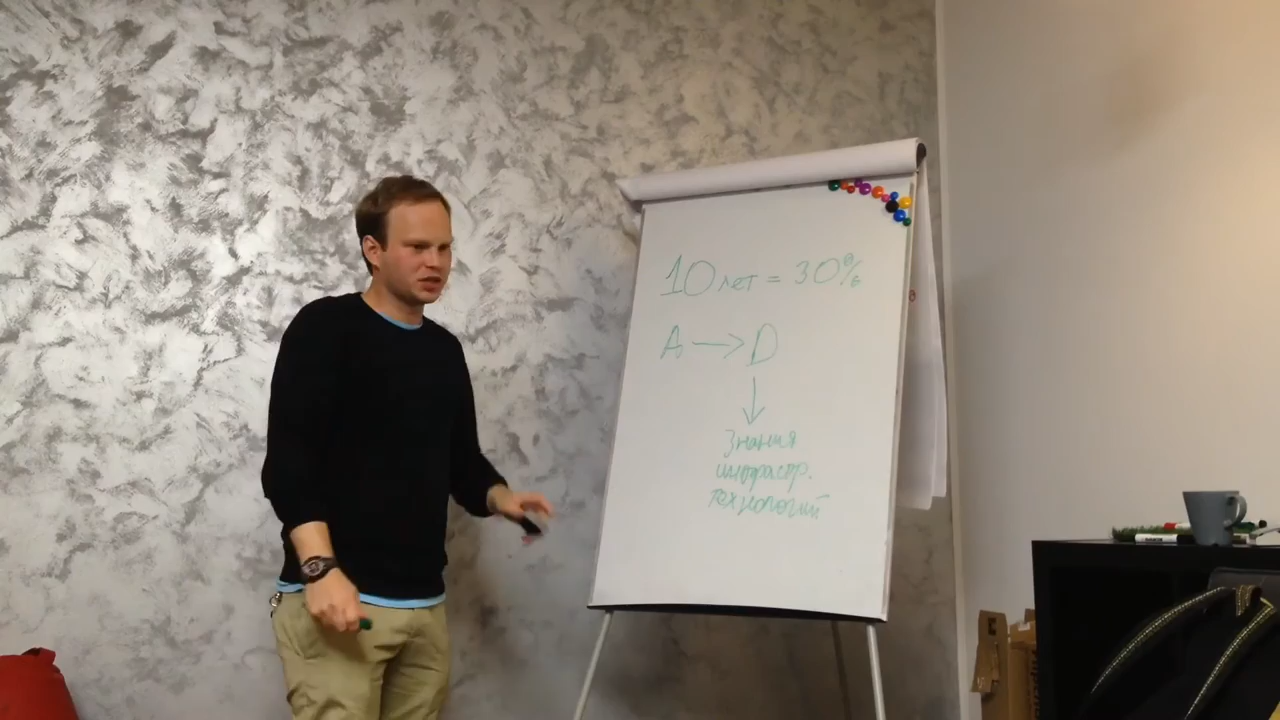 10 лет = 30%
A → D
↓
Знания
инфрастр.
технологий